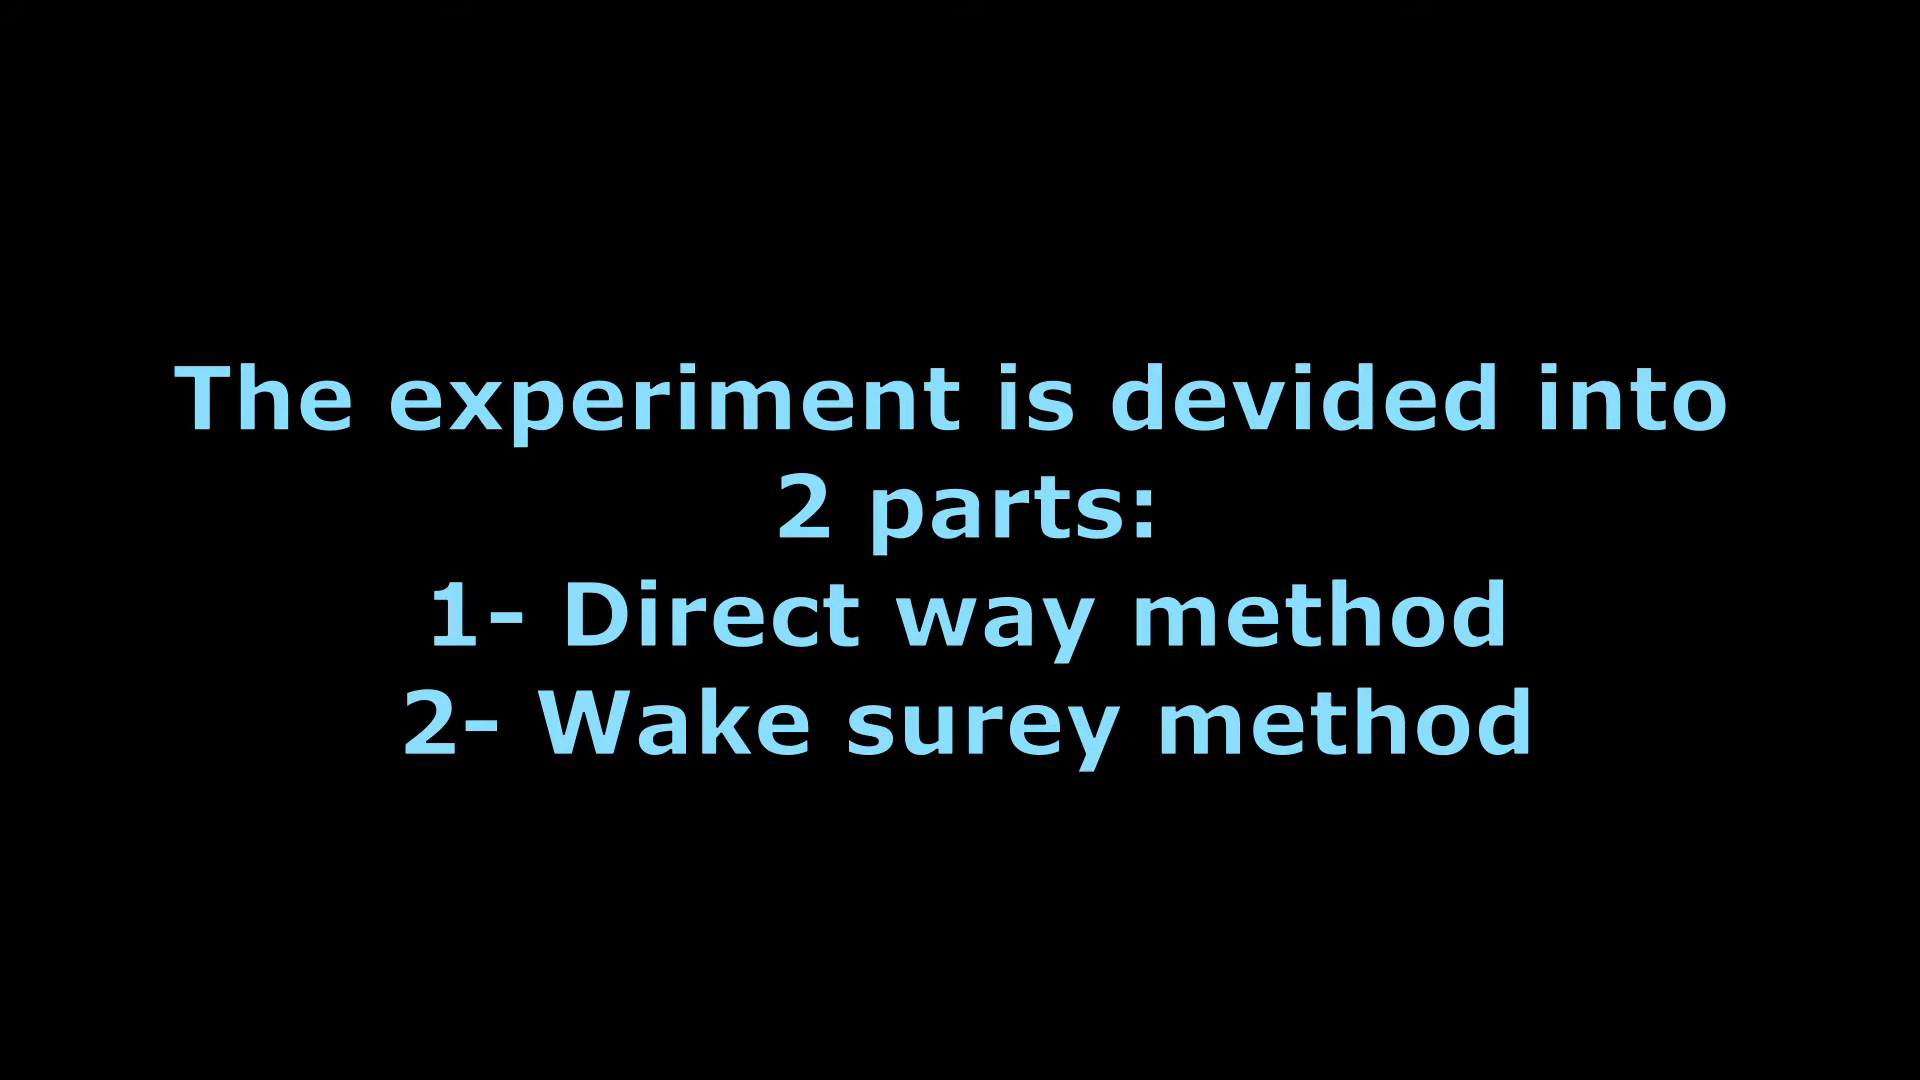 The experiment is devided into
2 parts:
1- Direct way method
2- Wake surey method